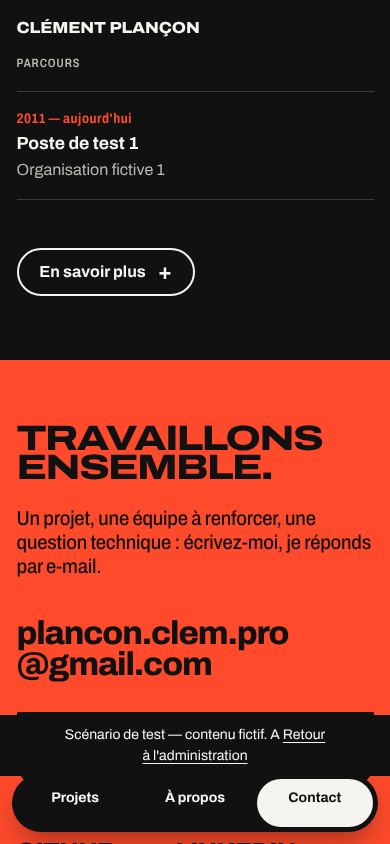 CLÉMENT PLANÇON
PARCOURS
2011 — aujourd'hui
Poste de test 1
Organisation fictive 1
En savoir plus +
TRAVAILLONS
ENSEMBLE.
Un projet, une équipe à renforcer, une
question technique : écrivez-moi, je réponds
par e-mail.
plancon.clem.pro
@gmail.com
Scénario de test — contenu fictif. A Retour
à l'administration
Projets
À propos
Contact